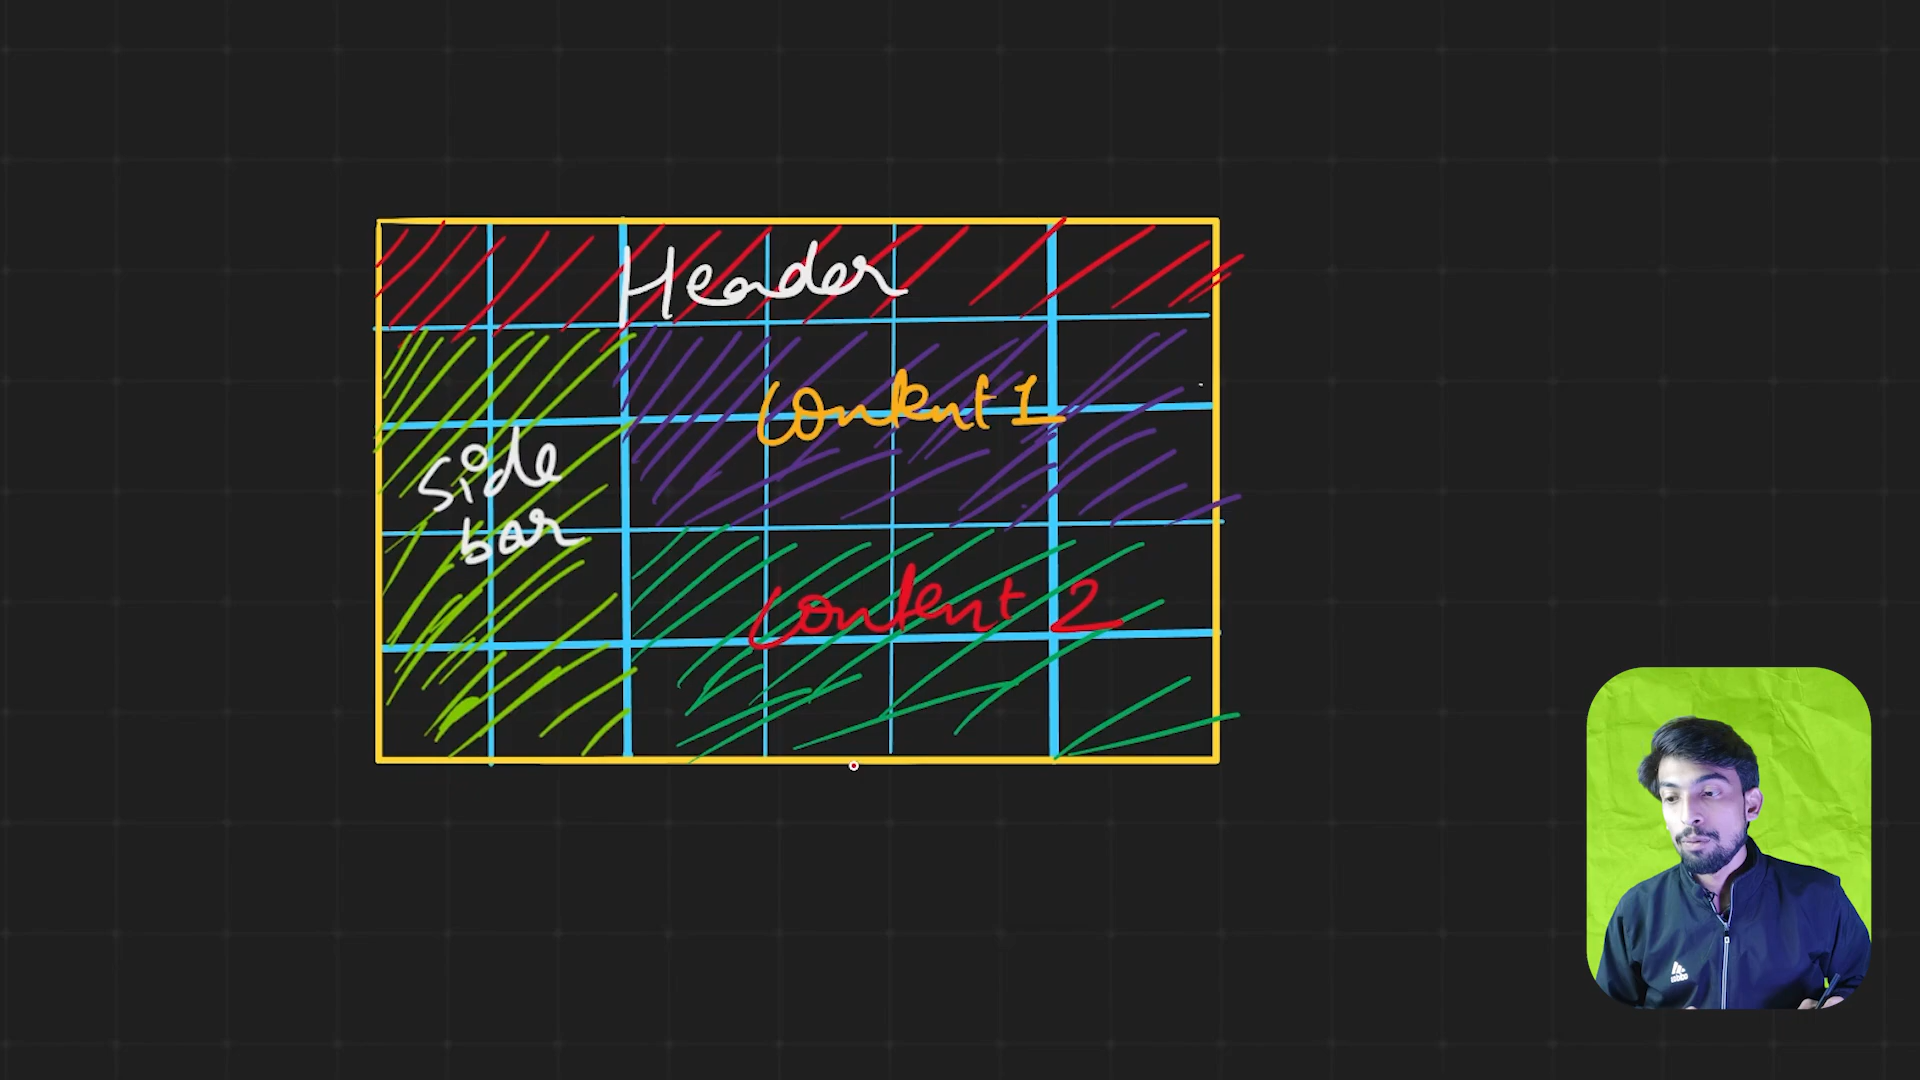 Header
Content 1
Side
bar
Content 2